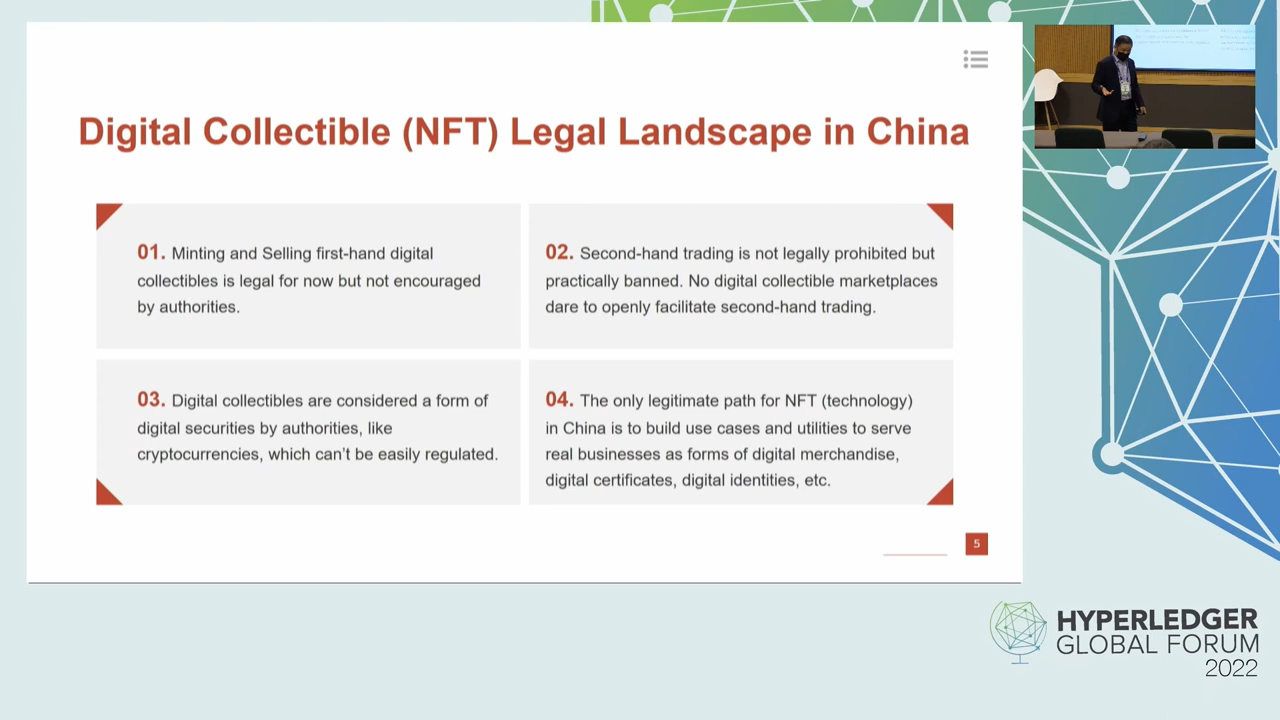 Digital Collectible (NFT) Legal Landscape in China
01. Minting and Selling first-hand digital
collectibles is legal for now but not encouraged
by authorities.
02. Second-hand trading is not legally prohibited but
practically banned. No digital collectible marketplaces
dare to openly facilitate second-hand trading.
03. Digital collectibles are considered a form of
digital securities by authorities, like
cryptocurrencies, which can’t be easily regulated.
04. The only legitimate path for NFT (technology)
in China is to build use cases and utilities to serve
real businesses as forms of digital merchandise,
digital certificates, digital identities, etc.
5
HYPERLEDGER
GLOBAL FORUM
2022